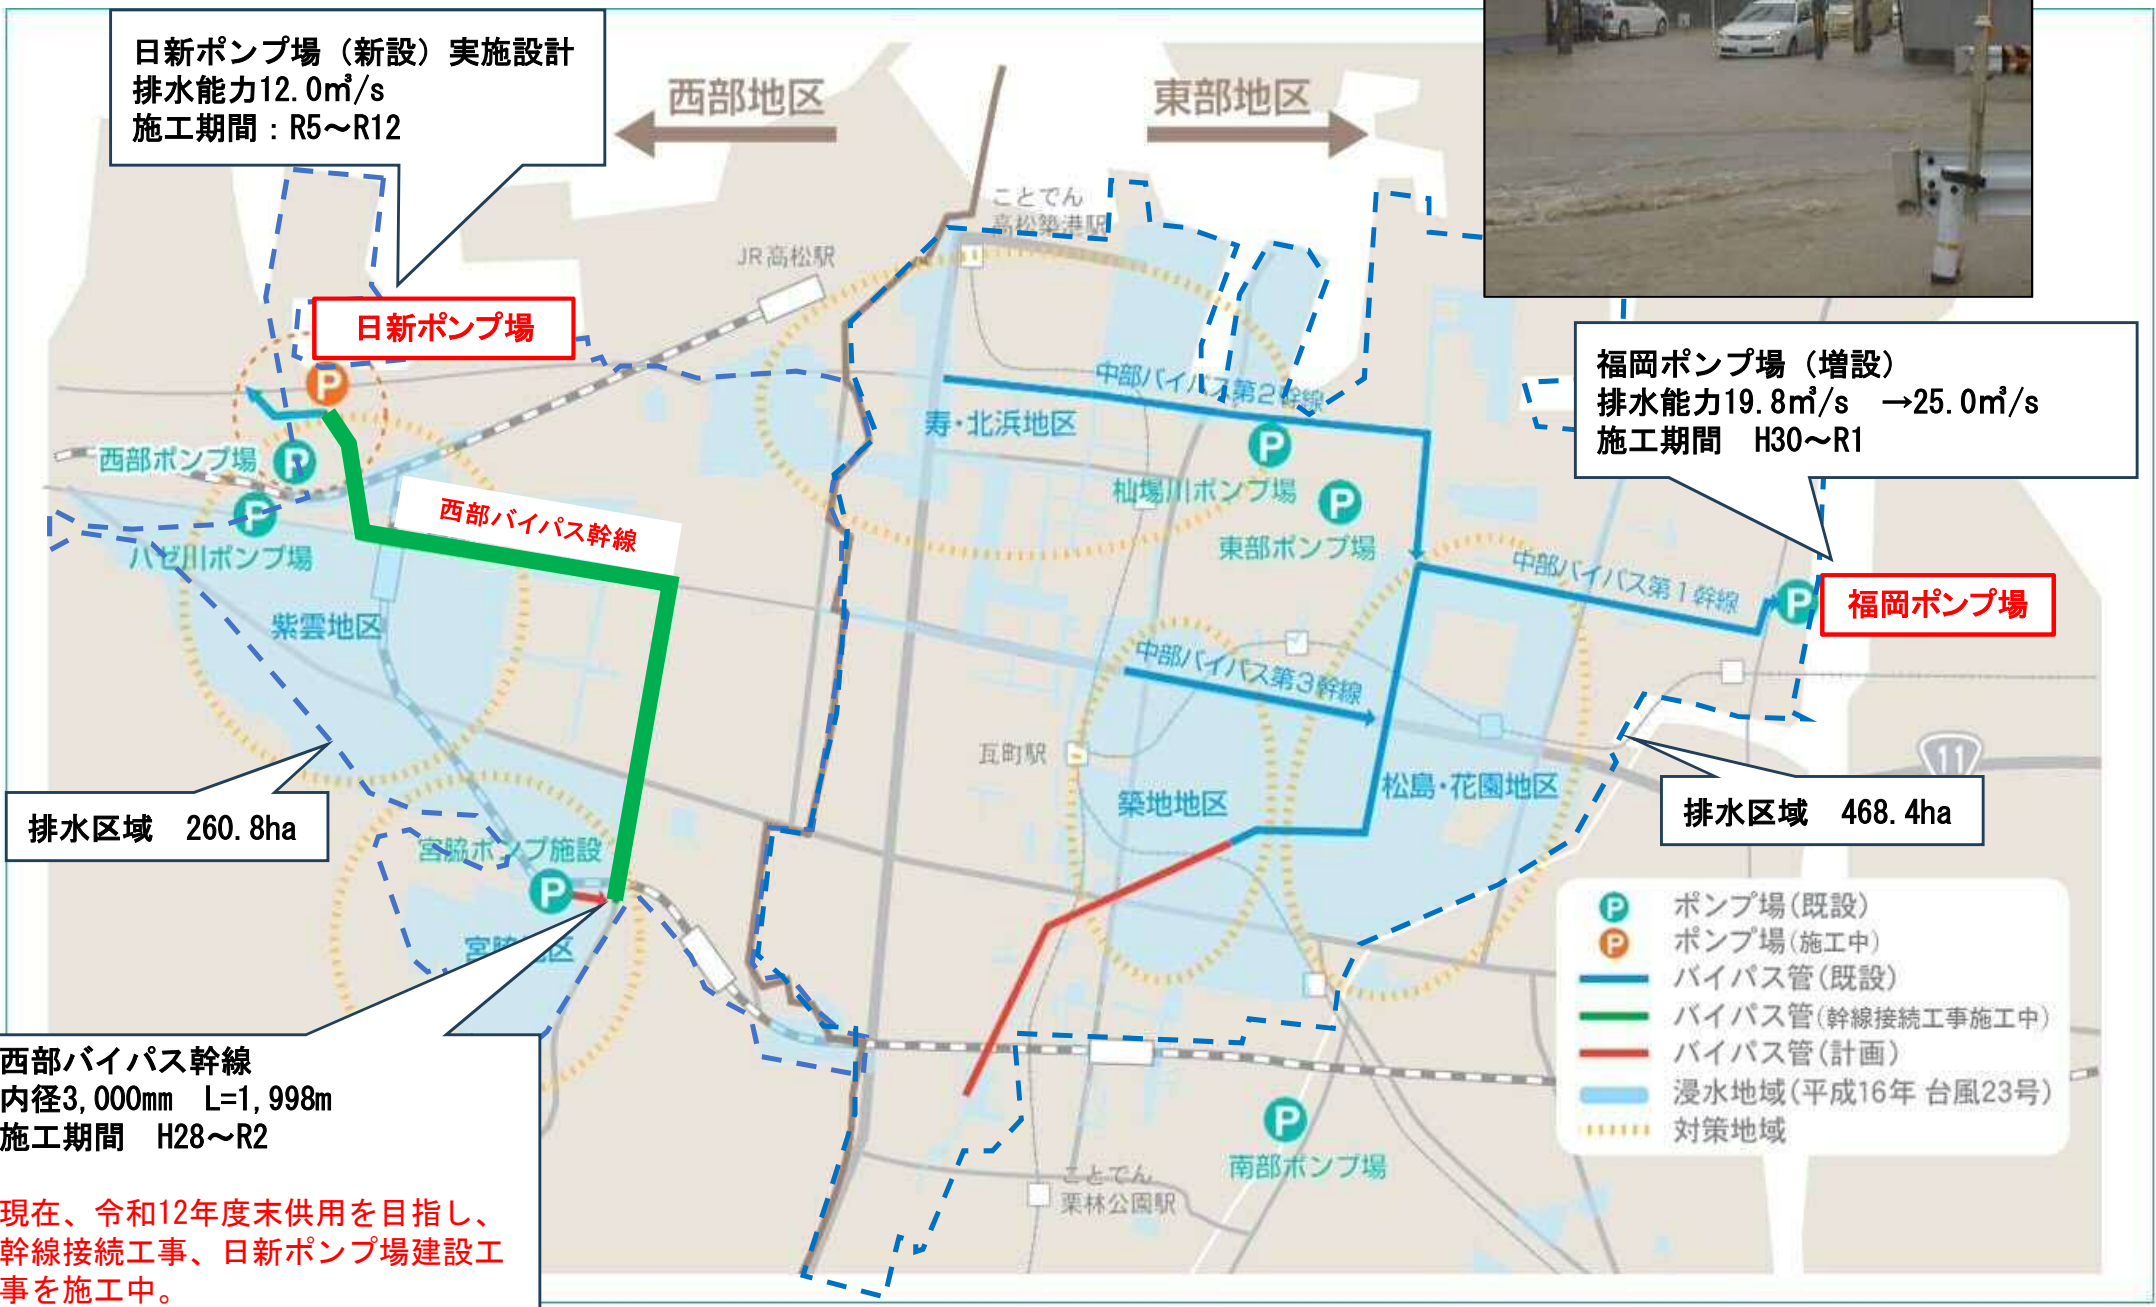 日新ポンプ場（新設）実施設計
排水能力12.0㎥/s
施工期間：R5～R12
西部地区
東部地区
ことでん
高松築港駅
JR高松駅
日新ポンプ場
福岡ポンプ場（増設）
排水能力19.8㎥/s　→25.0㎥/s
施工期間　H30～R1
中部バイパス第2幹線
寿・北浜地区
P
P
西部ポンプ場
P
P
杣場川ポンプ場
P
東部ポンプ場
西部バイパス幹線
P
ハゼ川ポンプ場
中部バイパス第1幹線
P
福岡ポンプ場
紫雲地区
中部バイパス第3幹線
瓦町駅
11
築地地区
松島・花園地区
排水区域　260.8ha
排水区域　468.4ha
宮脇ポンプ施設
P
宮脇地区
P
南部ポンプ場
ことでん
栗林公園駅
P ポンプ場(既設)
P ポンプ場(施工中)
バイパス管(既設)
バイパス管(幹線接続工事施工中)
バイパス管(計画)
浸水地域(平成16年 台風23号)
対策地域
西部バイパス幹線
内径3,000mm　L=1,998m
施工期間　H28～R2
現在、令和12年度末供用を目指し、
幹線接続工事、日新ポンプ場建設工
事を施工中。